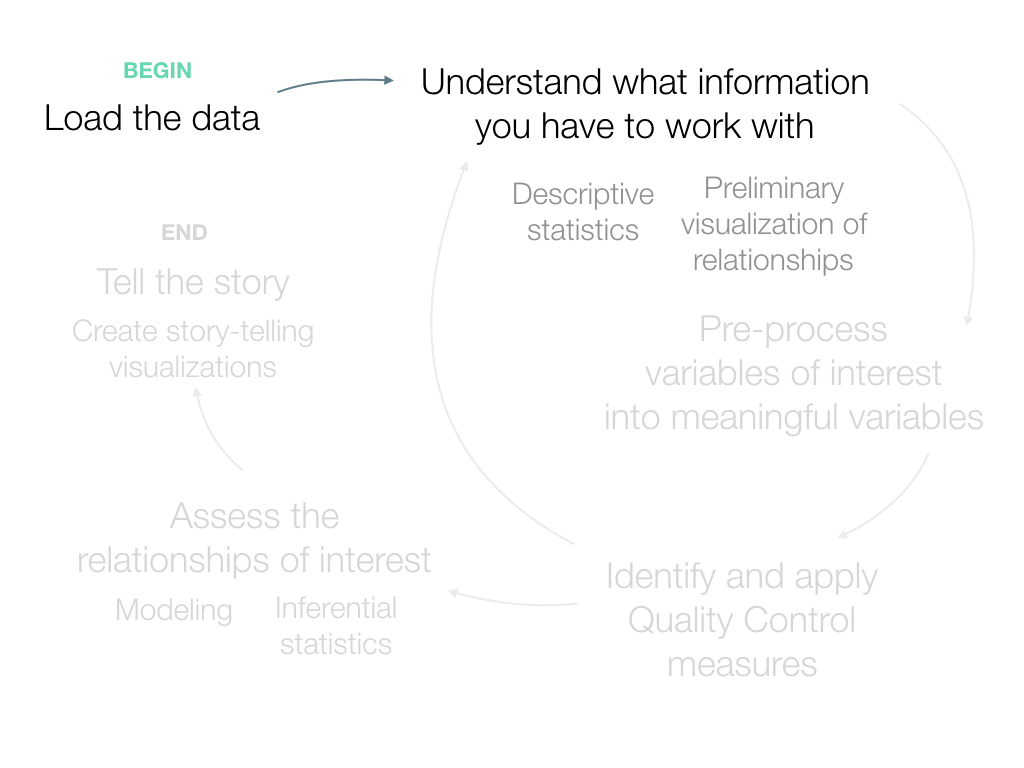 BEGIN
Load the data
Understand what information
you have to work with
Descriptive
statistics
Preliminary
visualization of
relationships
Pre-process
variables of interest
into meaningful variables
Identify and apply
Quality Control
measures
Assess the
relationships of interest
Modeling
Inferential
statistics
END
Tell the story
Create story-telling
visualizations